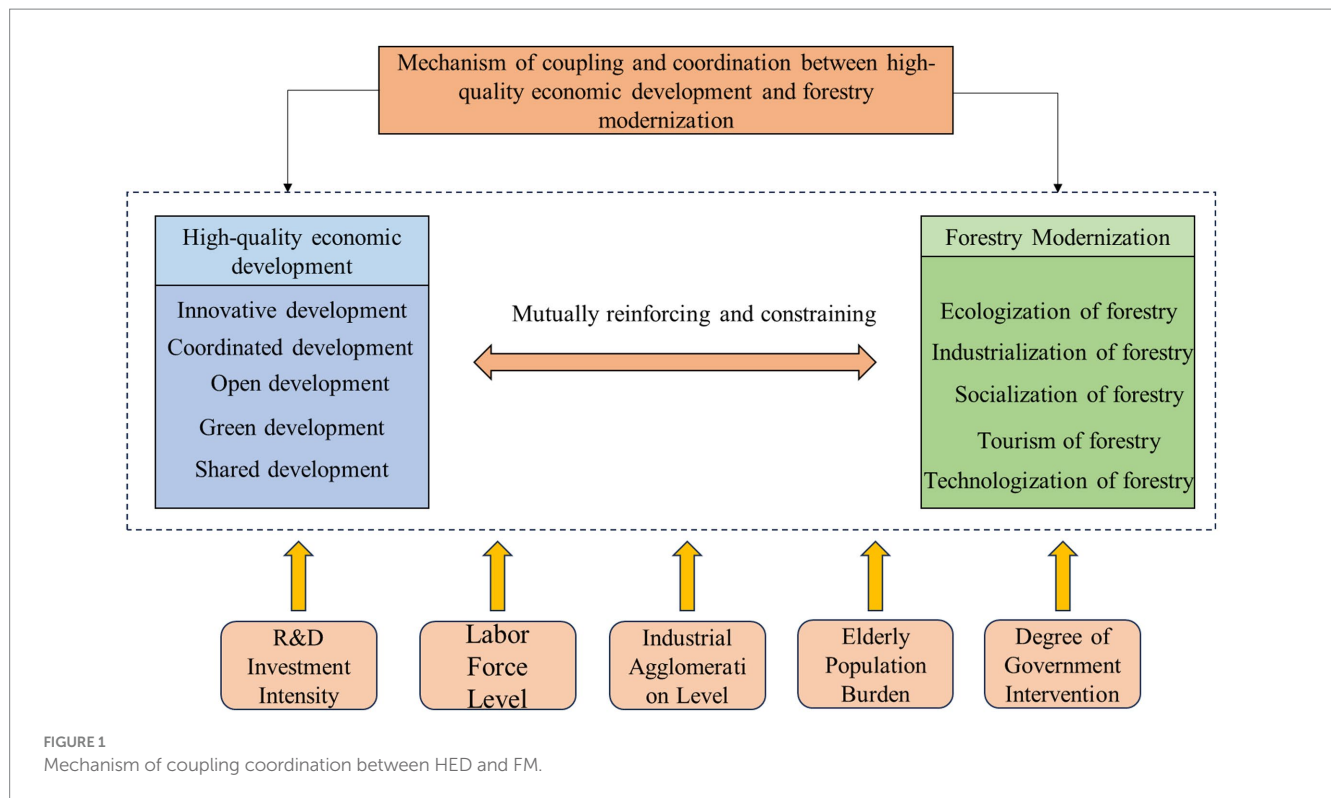 Mechanism of coupling and coordination between high-
quality economic development and forestry
modernization
High-quality economic
development
Innovative development
Coordinated development
Open development
Green development
Shared development
Mutually reinforcing and constraining
Forestry Modernization
Ecologization of forestry
Industrialization of forestry
Socialization of forestry
Tourism of forestry
Technologization of forestry
R&D
Investment
Intensity
Labor
Force
Level
Industrial
Agglomerati
on Level
Elderly
Population
Burden
Degree of
Government
Intervention
FIGURE 1
Mechanism of coupling coordination between HED and FM.